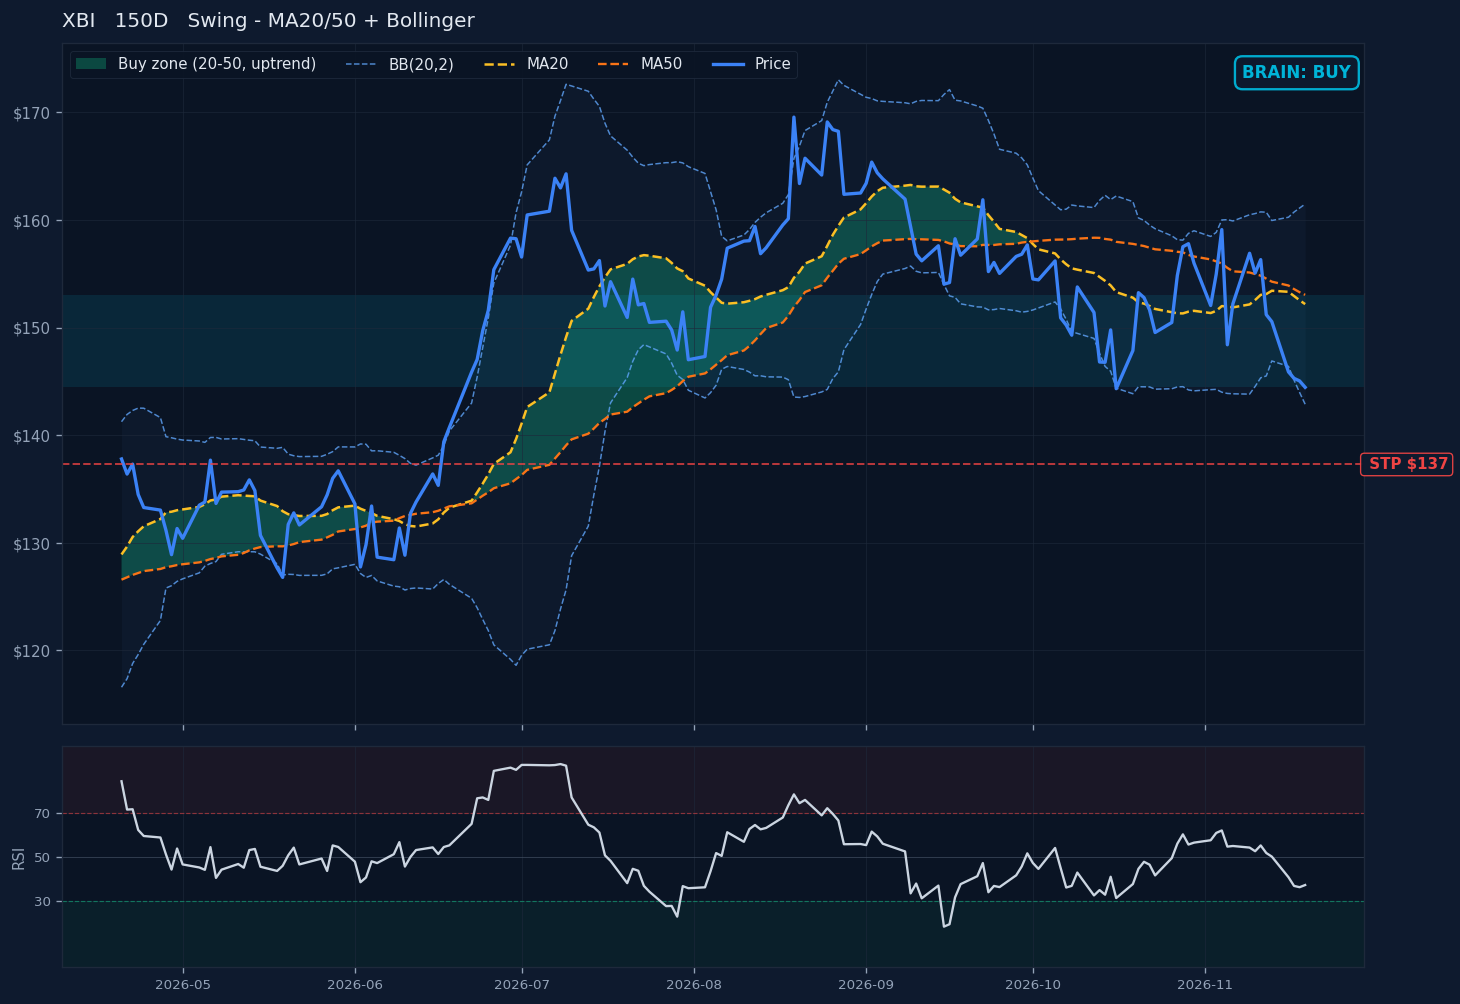 XBI   150D   Swing - MA20/50 + Bollinger
Buy zone (20-50, uptrend)   BB(20,2)   MA20   MA50   Price
BRAIN: BUY
$170
$160
$150
$140
STP $137
$130
$120
70
50
30
RSI
2026-05   2026-06   2026-07   2026-08   2026-09   2026-10   2026-11